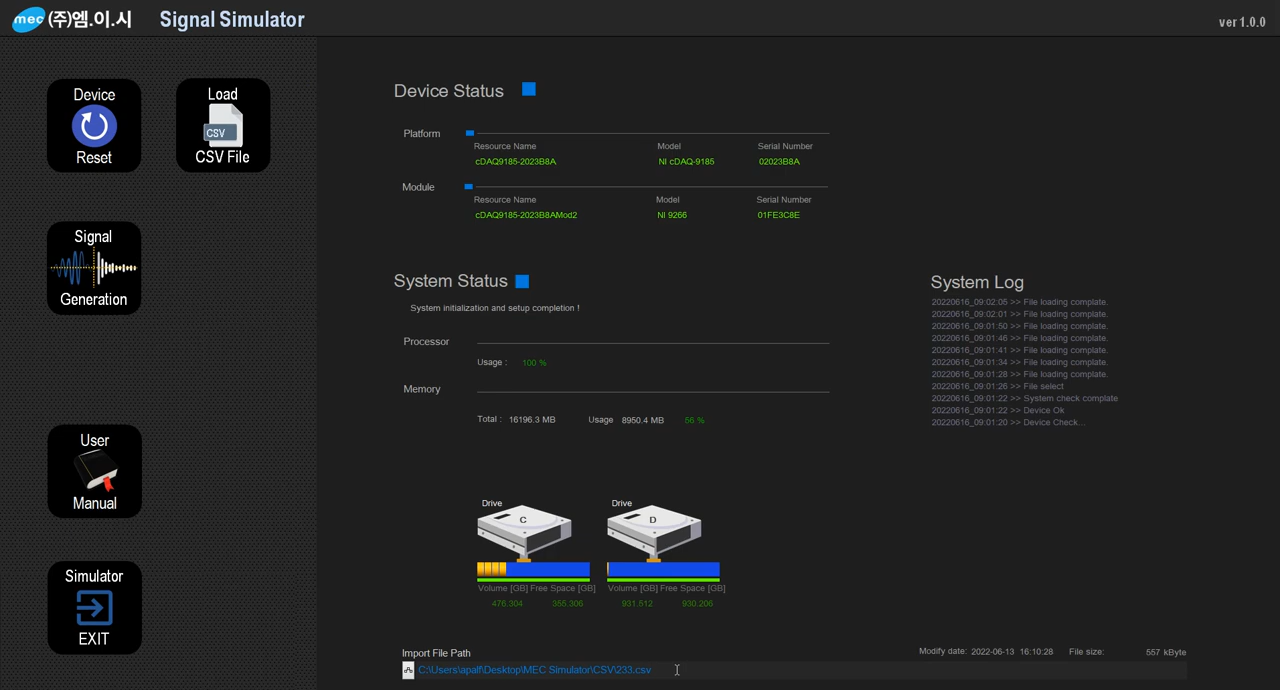 mec (주)엠.이.시 Signal Simulator ver 1.0.0
Device
Reset
Load
CSV
CSV File
Signal
Generation
User
Manual
Simulator
EXIT
Device Status
Platform
Resource Name Model Serial Number
cDAQ9185-2023B8A NI cDAQ-9185 02023B8A
Module
Resource Name Model Serial Number
cDAQ9185-2023B8AMod2 NI 9266 01FE3C8E
System Status
System initialization and setup completion !
Processor
Usage : 100 %
Memory
Total : 16196.3 MB Usage 8950.4 MB 56 %
Drive Drive
C D
Volume [GB] Free Space [GB] Volume [GB] Free Space [GB]
476.304 355.306 931.512 930.206
System Log
20220616_09:02:05 >> File loading complate.
20220616_09:02:01 >> File loading complate.
20220616_09:01:50 >> File loading complate.
20220616_09:01:46 >> File loading complate.
20220616_09:01:41 >> File loading complate.
20220616_09:01:34 >> File loading complate.
20220616_09:01:28 >> File loading complate.
20220616_09:01:26 >> File select
20220616_09:01:22 >> System check complate
20220616_09:01:22 >> Device Ok
20220616_09:01:20 >> Device Check...
Import File Path Modify date: 2022-06-13 16:10:28 File size: 557 kByte
C:\Users\apalf\Desktop\MEC Simulator\CSV\233.csv